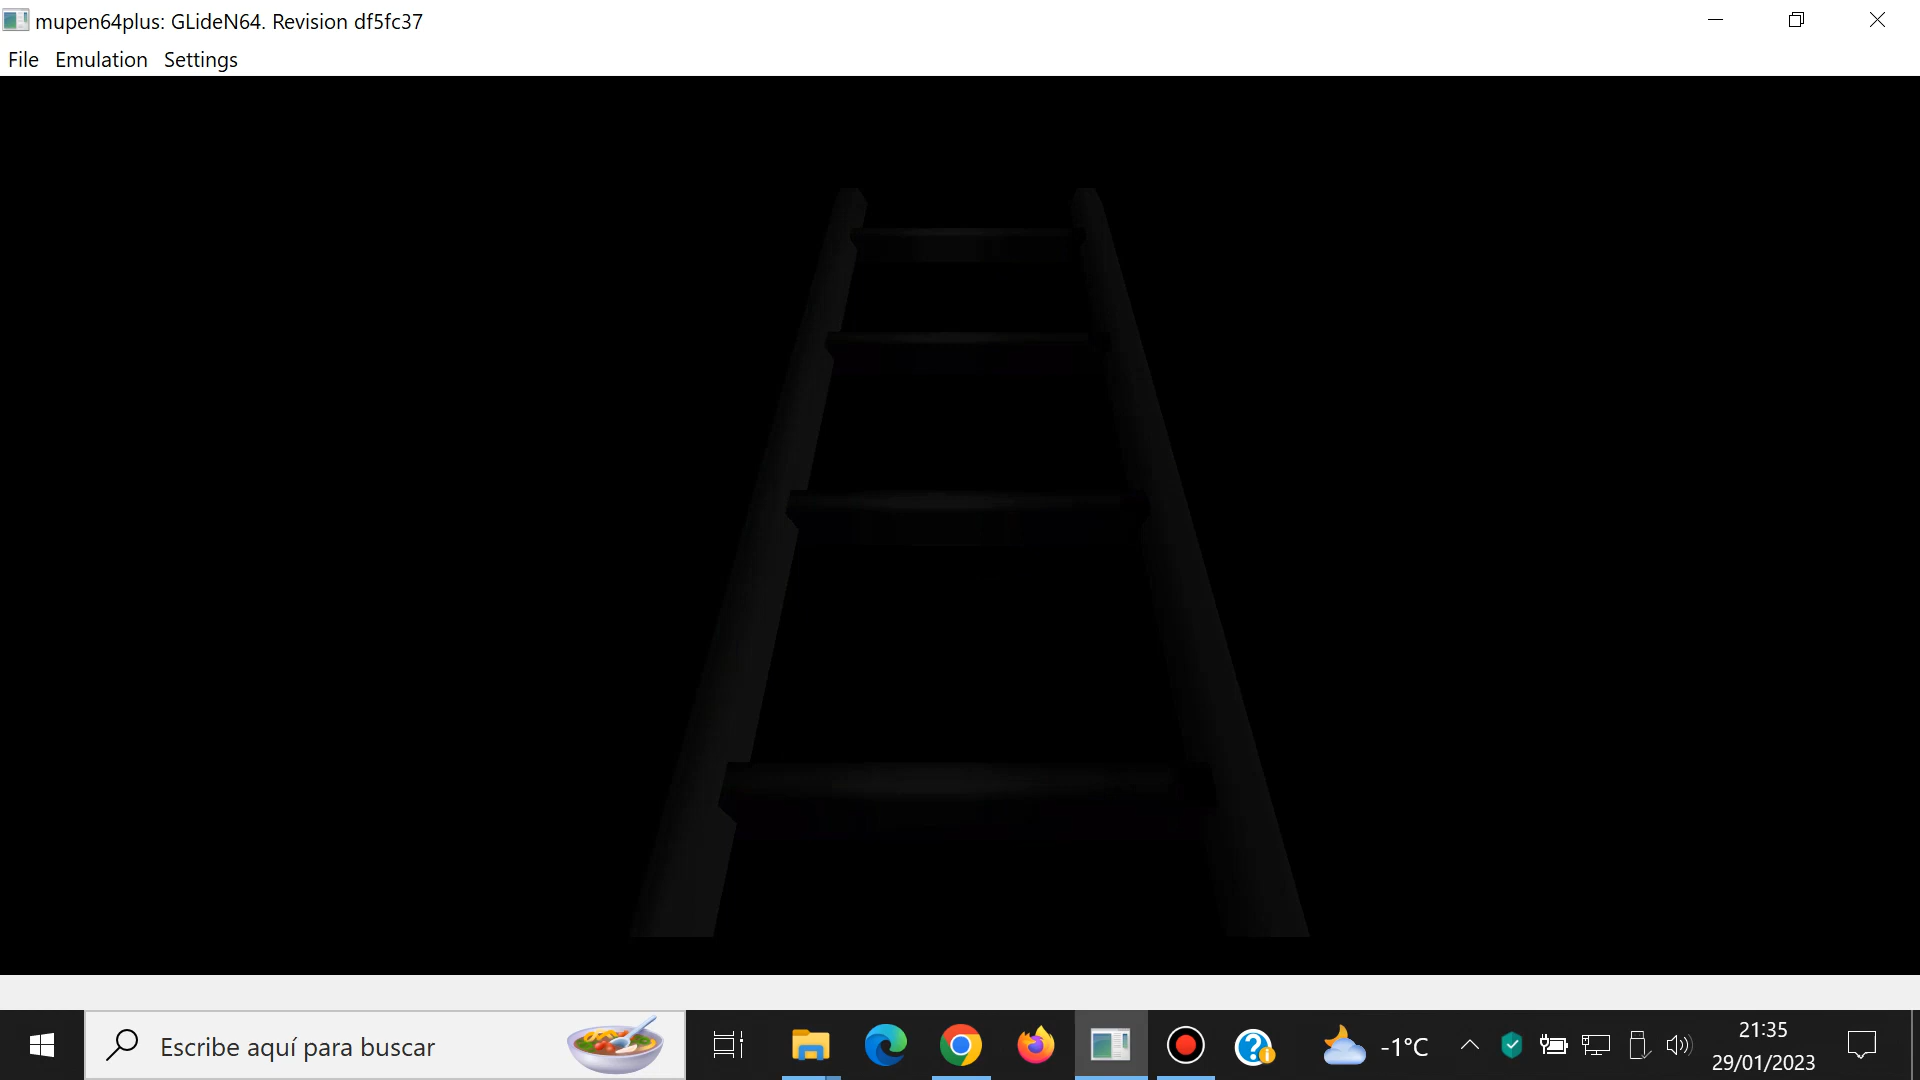 mupen64plus: GLideN64. Revision df5fc37
File Emulation Settings
Escribe aquí para buscar
-1°C
21:35
29/01/2023